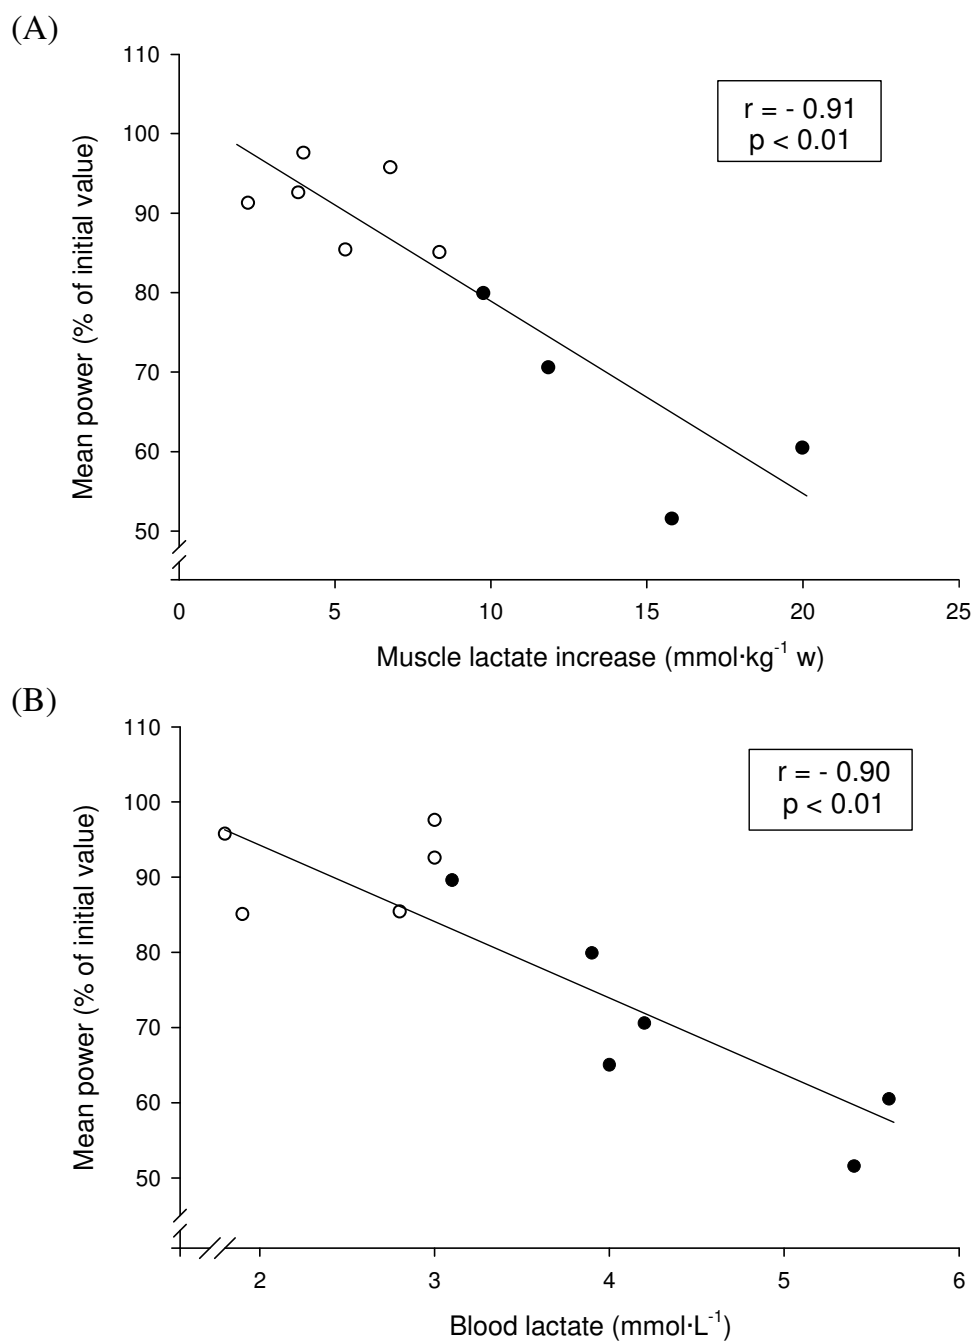 (A)
110
100
90
80
70
60
50
Mean power (% of initial value)
r = - 0.91
p < 0.01
0 5 10 15 20 25
Muscle lactate increase (mmol·kg⁻¹ w)
(B)
110
100
90
80
70
60
50
Mean power (% of initial value)
r = - 0.90
p < 0.01
2 3 4 5 6
Blood lactate (mmol·L⁻¹)